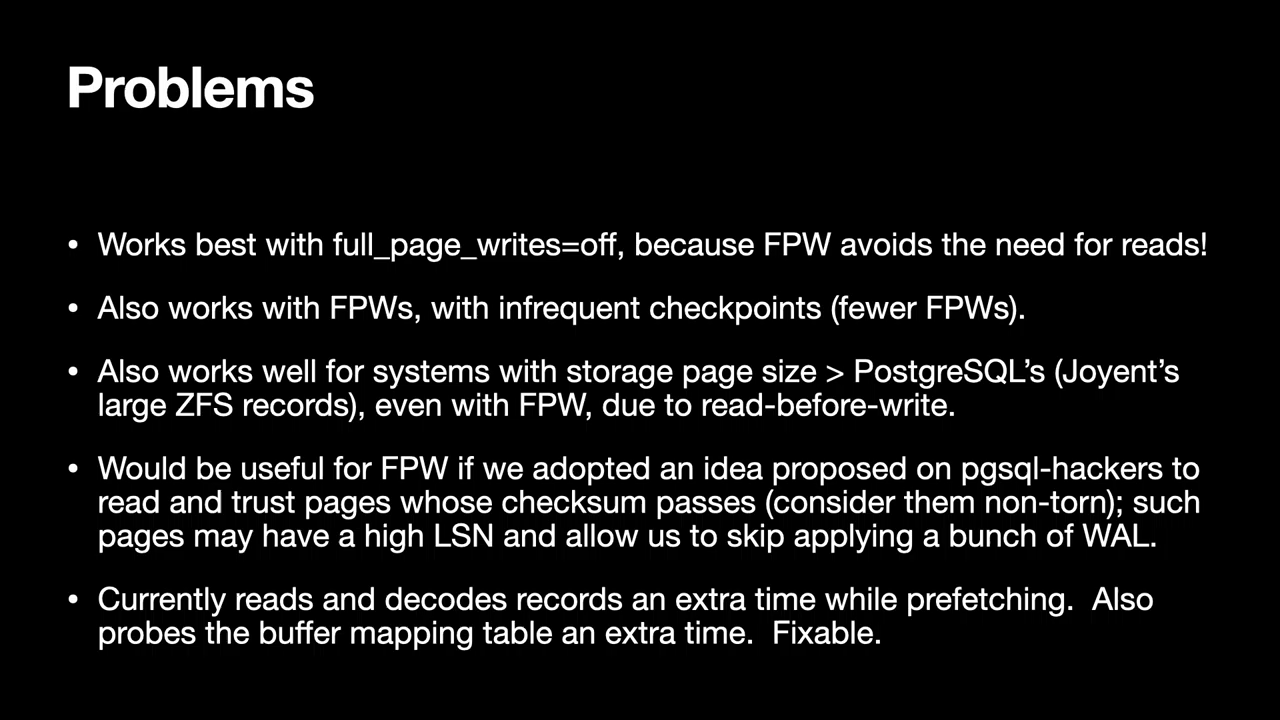 Problems
• Works best with full_page_writes=off, because FPW avoids the need for reads!
• Also works with FPWs, with infrequent checkpoints (fewer FPWs).
• Also works well for systems with storage page size > PostgreSQL’s (Joyent’s
large ZFS records), even with FPW, due to read-before-write.
• Would be useful for FPW if we adopted an idea proposed on pgsql-hackers to
read and trust pages whose checksum passes (consider them non-torn); such
pages may have a high LSN and allow us to skip applying a bunch of WAL.
• Currently reads and decodes records an extra time while prefetching.  Also
probes the buffer mapping table an extra time.  Fixable.